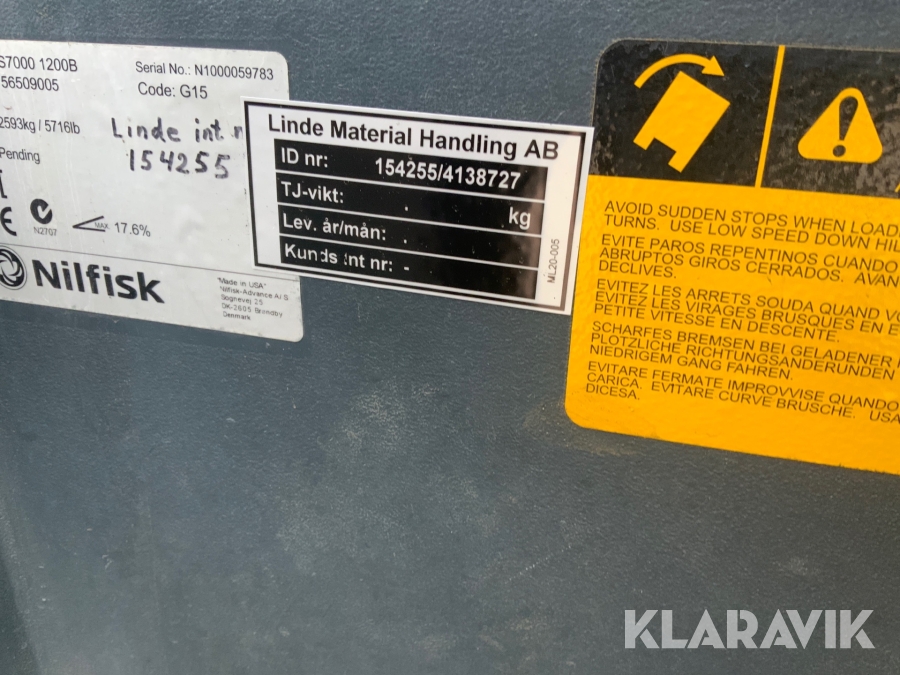 S7000 1200B
56509005
Serial No.: N1000059783
Code: G15
2593kg / 5716lb
Pending
Linde int
154255
CE
N2707
MAX 17.6%
Nilfisk
"Made in USA"
Nilfisk-Advance A/S
Sognevej 25
DK-2605 Brondby
Denmark
Linde Material Handling AB
ID nr: 154255/4138727
TJ-vikt: . kg
Lev. år/mån: .
Kunds int nr: -
ML20-005
AVOID SUDDEN STOPS WHEN LOAD
TURNS. USE LOW SPEED DOWN HIL
EVITE PAROS REPENTINOS CUANDO
ABRUPTOS GIROS CERRADOS. AVAN
DECLIVES.
EVITEZ LES ARRETS SOUDA QUAND VO
EVITEZ LES VIRAGES BRUSQUES EN E
PETITE VITESSE EN DESCENTE.
SCHARFES BREMSEN BEI GELADENER
PLOTZLICHE RICHTUNGSANDERUNDEN
NIEDRIGEM GANG FAHREN.
EVITARE FERMATE IMPROVVISE QUANDO
CARICA. EVITARE CURVE BRUSCHE. USA
DICESA.
KLARAVIK